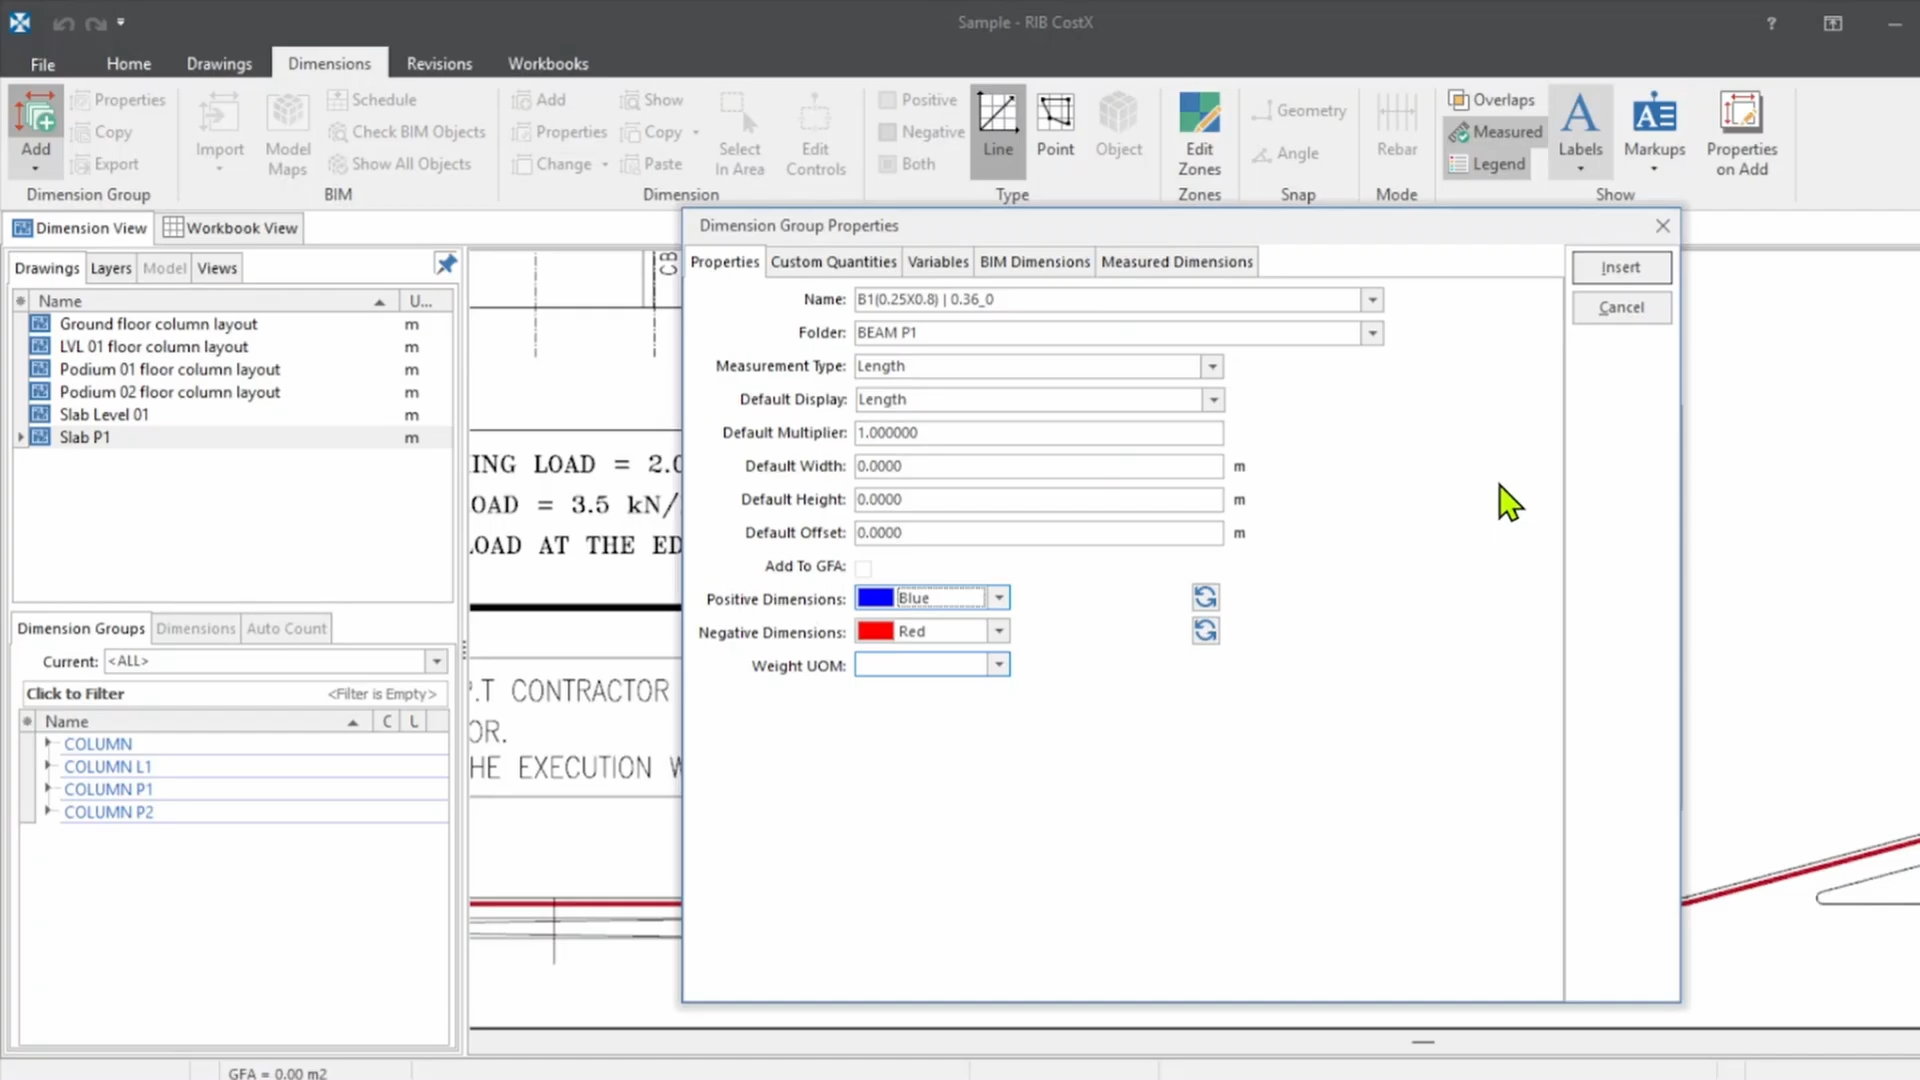 Sample - RIB CostX
?
File Home Drawings Dimensions Revisions Workbooks
Add
Properties
Copy
Export
Dimension Group
Import
Model Maps
Schedule
Check BIM Objects
Show All Objects
BIM
Add
Properties
Change
Show
Copy
Paste
Select In Area
Edit Controls
Dimension
Positive
Negative
Both
Line
Point
Object
Type
Edit Zones
Zones
Geometry
Angle
Snap
Rebar
Mode
Overlaps
Measured
Legend
Labels
Markups
Properties on Add
Show
Dimension View Workbook View
Drawings Layers Model Views
Name U...
Ground floor column layout m
LVL 01 floor column layout m
Podium 01 floor column layout m
Podium 02 floor column layout m
Slab Level 01 m
Slab P1 m
Dimension Groups Dimensions Auto Count
Current: <ALL>
Click to Filter <Filter is Empty>
Name C L
COLUMN
COLUMN L1
COLUMN P1
COLUMN P2
CB
ING LOAD = 2.0
OAD = 3.5 kN/
LOAD AT THE ED
P.T CONTRACTOR
OR.
HE EXECUTION W
Dimension Group Properties
Properties Custom Quantities Variables BIM Dimensions Measured Dimensions
Name: B1(0.25X0.8) | 0.36_0
Folder: BEAM P1
Measurement Type: Length
Default Display: Length
Default Multiplier: 1.000000
Default Width: 0.0000 m
Default Height: 0.0000 m
Default Offset: 0.0000 m
Add To GFA:
Positive Dimensions: Blue
Negative Dimensions: Red
Weight UOM:
Insert
Cancel
GFA = 0.00 m2